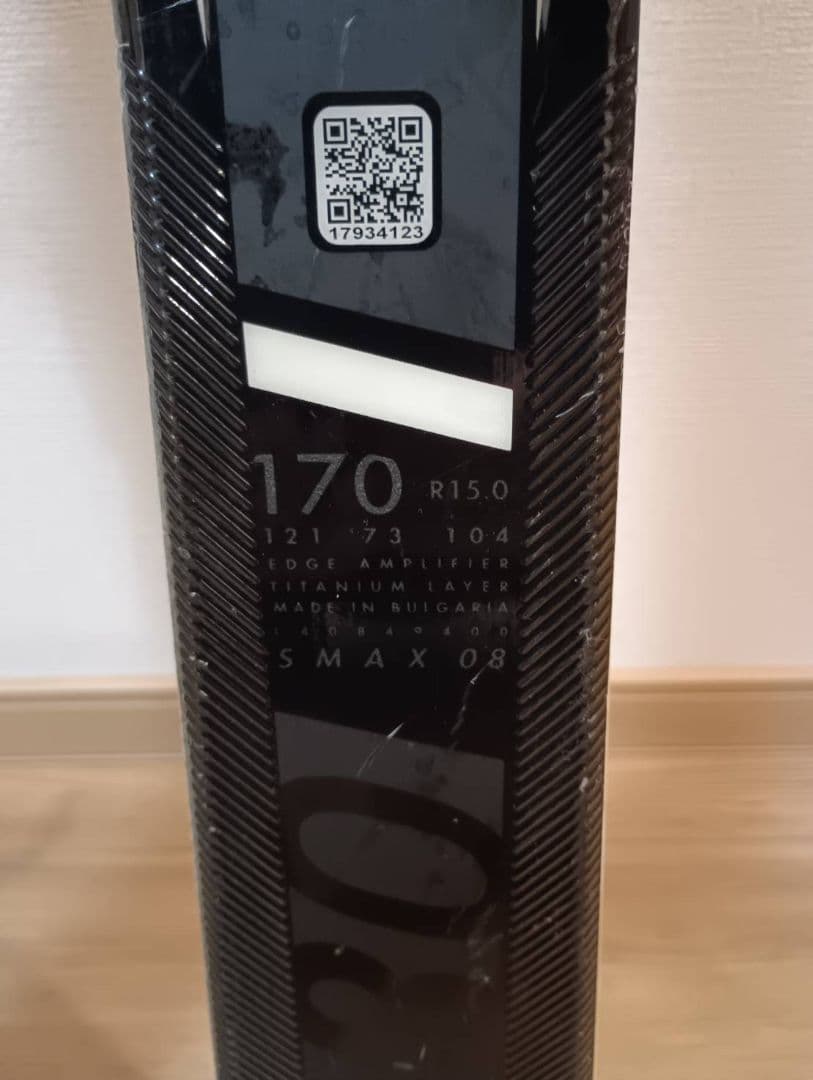 17934123
170 R15.0
121 73 104
EDGE AMPLIFIER
TITANIUM LAYER
MADE IN BULGARIA
SMAX 08